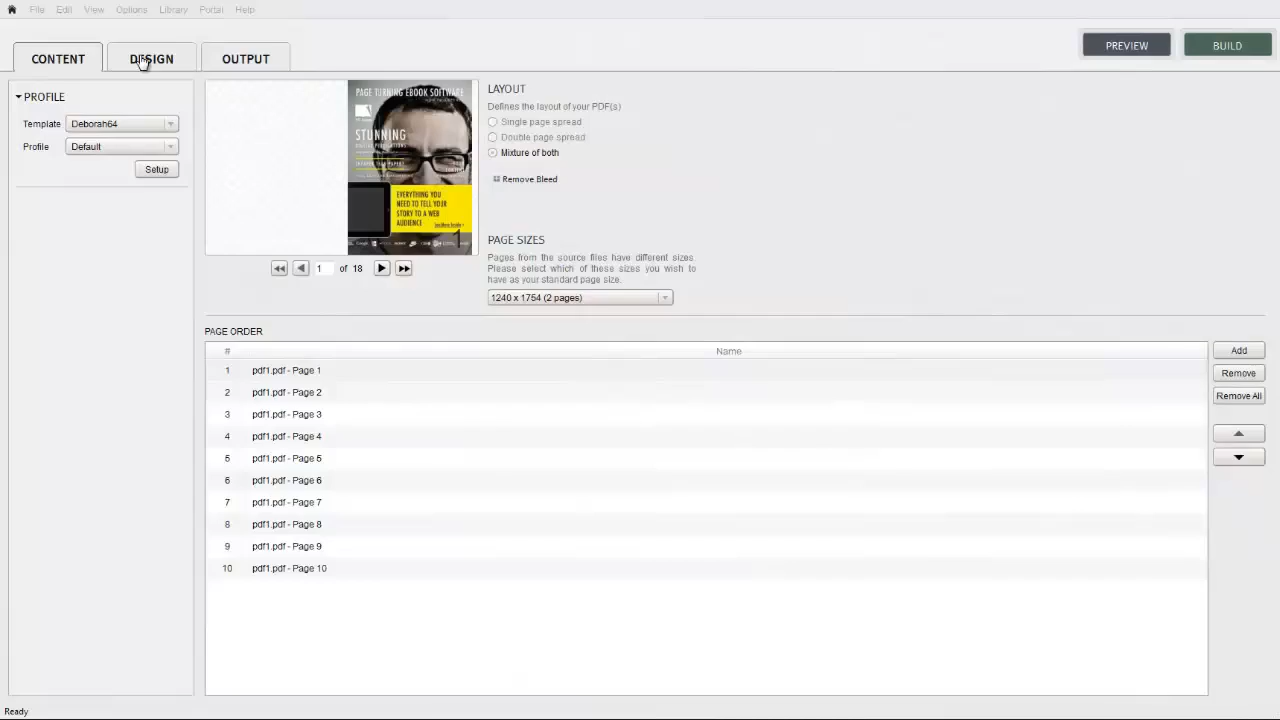 File Edit View Options Library Portal Help
CONTENT DESIGN OUTPUT
PREVIEW BUILD
PROFILE
Template Deborah64
Profile Default
Setup
PAGE TURNING EBOOK SOFTWARE
STUNNING
DIGITAL PUBLICATIONS
EVERYTHING YOU
NEED TO TELL YOUR
STORY TO A WEB
AUDIENCE
1
1 of 18
LAYOUT
Defines the layout of your PDF(s)
Single page spread
Double page spread
Mixture of both
Remove Bleed
PAGE SIZES
Pages from the source files have different sizes.
Please select which of these sizes you wish to
have as your standard page size.
1240 x 1754 (2 pages)
PAGE ORDER
# Name
1 pdf1.pdf - Page 1
2 pdf1.pdf - Page 2
3 pdf1.pdf - Page 3
4 pdf1.pdf - Page 4
5 pdf1.pdf - Page 5
6 pdf1.pdf - Page 6
7 pdf1.pdf - Page 7
8 pdf1.pdf - Page 8
9 pdf1.pdf - Page 9
10 pdf1.pdf - Page 10
Add
Remove
Remove All
Ready